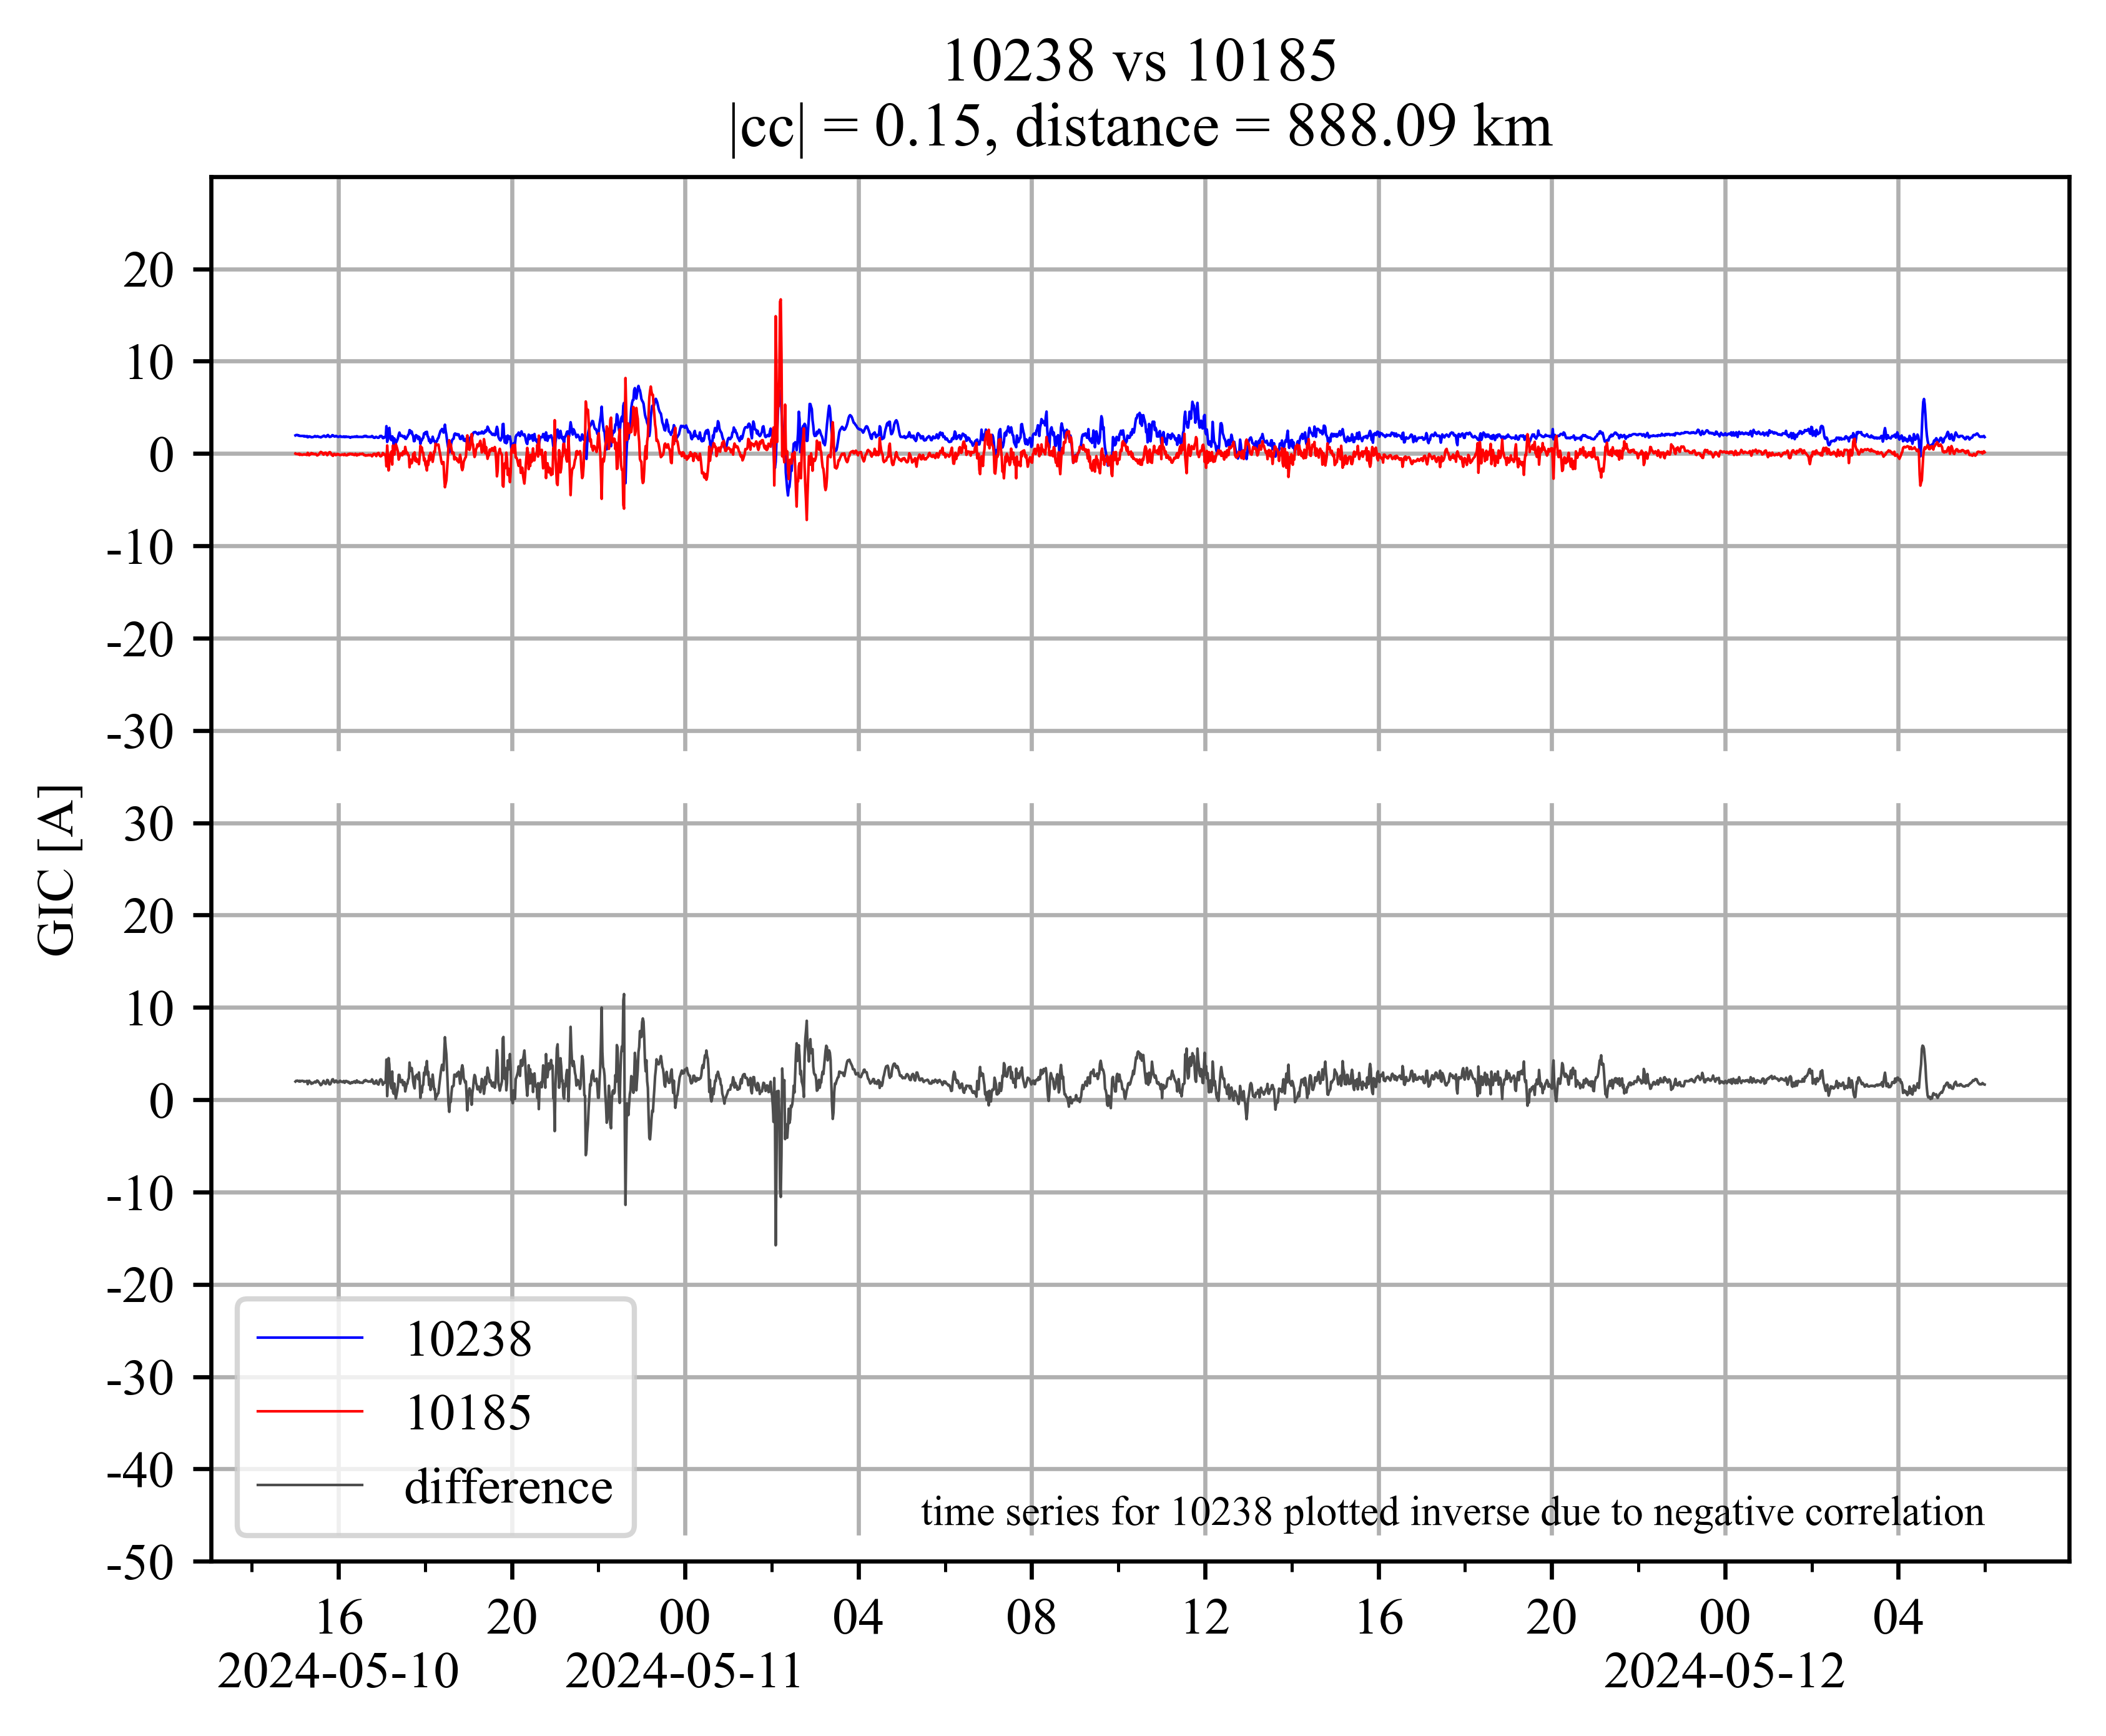 10238 vs 10185
|cc| = 0.15, distance = 888.09 km
20
10
0
-10
-20
-30
30
20
10
0
-10
-20
-30
-40
-50
GIC [A]
10238
10185
difference
time series for 10238 plotted inverse due to negative correlation
16 20 00 04 08 12 16 20 00 04
2024-05-10 2024-05-11 2024-05-12